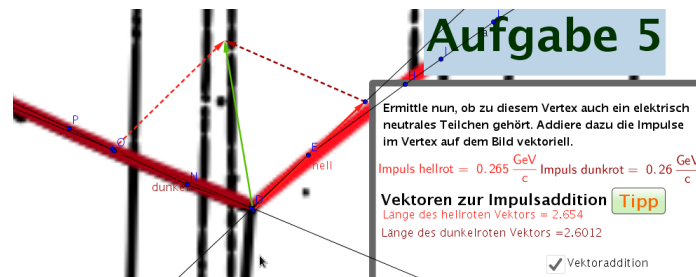 Aufgabe 5
P
N
dunkel
D
E
hell
H
Ermittle nun, ob zu diesem Vertex auch ein elektrisch
neutrales Teilchen gehört. Addiere dazu die Impulse
im Vertex auf dem Bild vektoriell.
Impuls hellrot = 0.265 GeV/c Impuls dunkrot = 0.26 GeV/c
Vektoren zur Impulsaddition Tipp
Länge des hellroten Vektors = 2.654
Länge des dunkelroten Vektors =2.6012
Vektoraddition